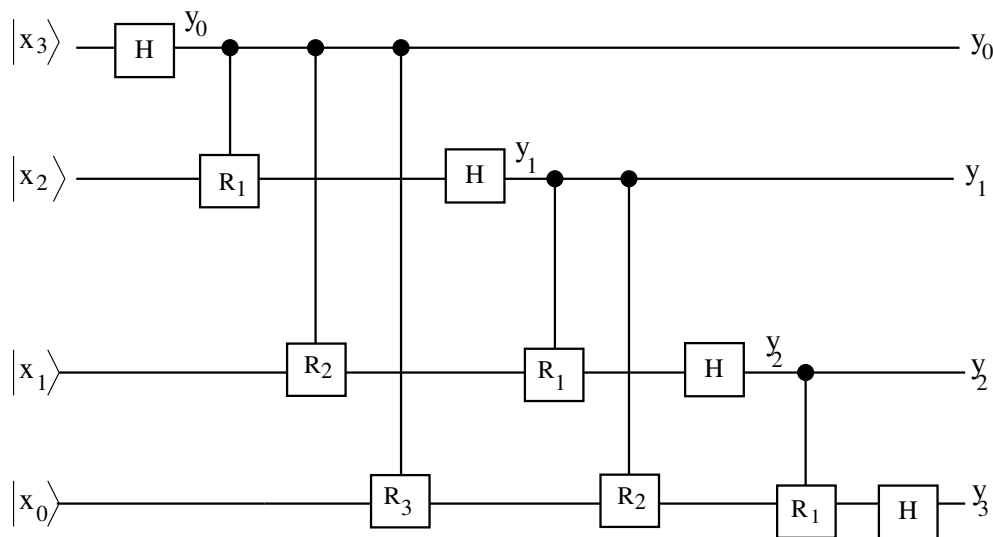 |x₃⟩ H y₀ y₀
R₁
|x₂⟩ H y₁ y₁
R₂
|x₁⟩ R₁ H y₂ y₂
|x₀⟩ R₃ R₂ R₁ H y₃